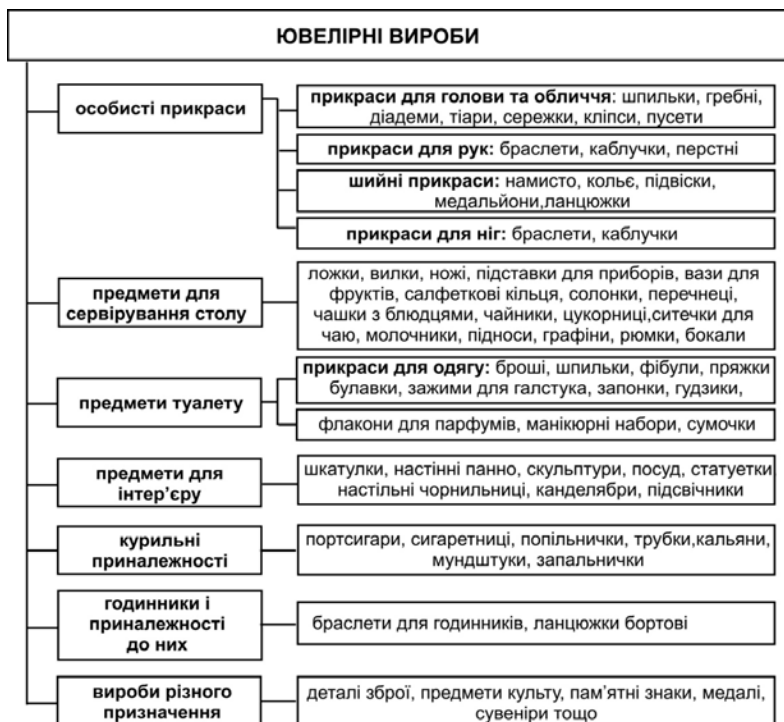 ЮВЕЛІРНІ ВИРОБИ
особисті прикраси
прикраси для голови та обличчя: шпильки, гребні,
діадеми, тіари, сережки, кліпси, пусети
прикраси для рук: браслети, каблучки, перстні
шийні прикраси: намисто, кольє, підвіски,
медальйони,ланцюжки
прикраси для ніг: браслети, каблучки
предмети для
сервірування столу
ложки, вилки, ножі, підставки для приборів, вази для
фруктів, салфеткові кільця, солонки, перечнеці,
чашки з блюдцями, чайники, цукорниці,ситечки для
чаю, молочники, підноси, графіни, рюмки, бокали
предмети туалету
прикраси для одягу: броші, шпильки, фібули, пряжки
булавки, зажими для галстука, запонки, гудзики,
флакони для парфумів, манікюрні набори, сумочки
предмети для
інтер’єру
шкатулки, настінні панно, скульптури, посуд, статуетки
настільні чорнильниці, канделябри, підсвічники
курильні
приналежності
портсигари, сигаретниці, попільнички, трубки,кальяни,
мундштуки, запальнички
годинники і
приналежності
до них
браслети для годинників, ланцюжки бортові
вироби різного
призначення
деталі зброї, предмети культу, пам’ятні знаки, медалі,
сувеніри тощо